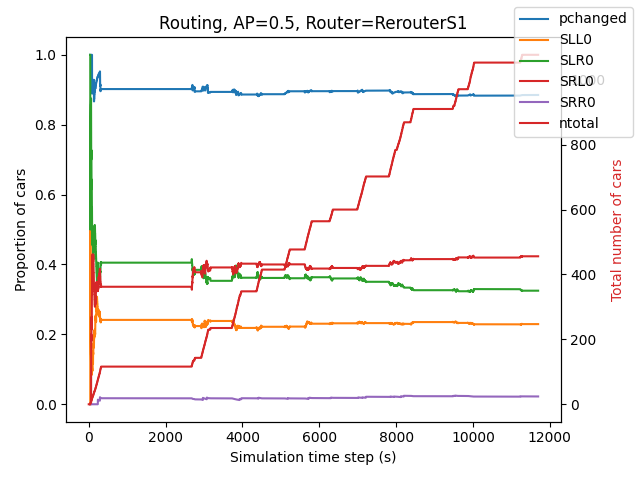 Routing, AP=0.5, Router=RerouterS1
pchanged
SLL0
SLR0
SRL0
SRR0
ntotal
1.0
0.8
0.6
0.4
0.2
0.0
Proportion of cars
1000
800
600
400
200
0
Total number of cars
0
2000
4000
6000
8000
10000
12000
Simulation time step (s)